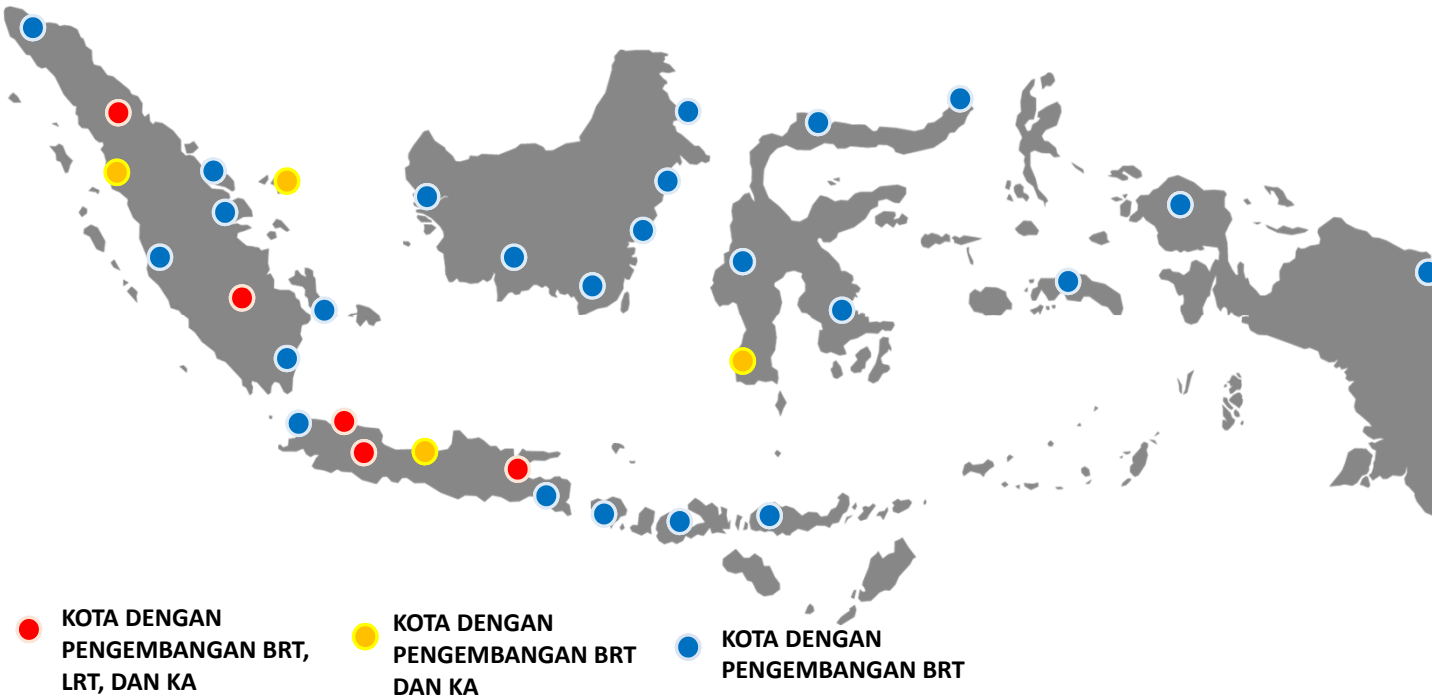 KOTA DENGAN
PENGEMBANGAN BRT,
LRT, DAN KA
KOTA DENGAN
PENGEMBANGAN BRT
DAN KA
KOTA DENGAN
PENGEMBANGAN BRT